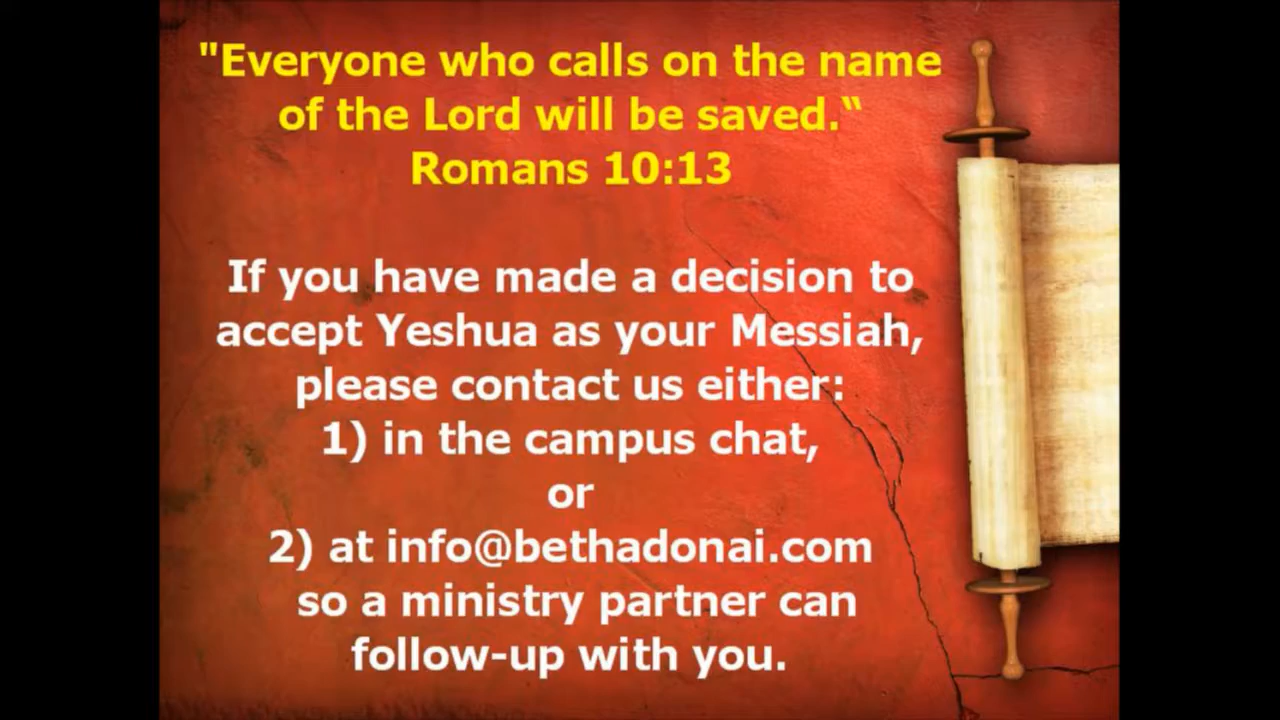 "Everyone who calls on the name
of the Lord will be saved.“
Romans 10:13
If you have made a decision to
accept Yeshua as your Messiah,
please contact us either:
1) in the campus chat,
or
2) at info@bethadonai.com
so a ministry partner can
follow-up with you.